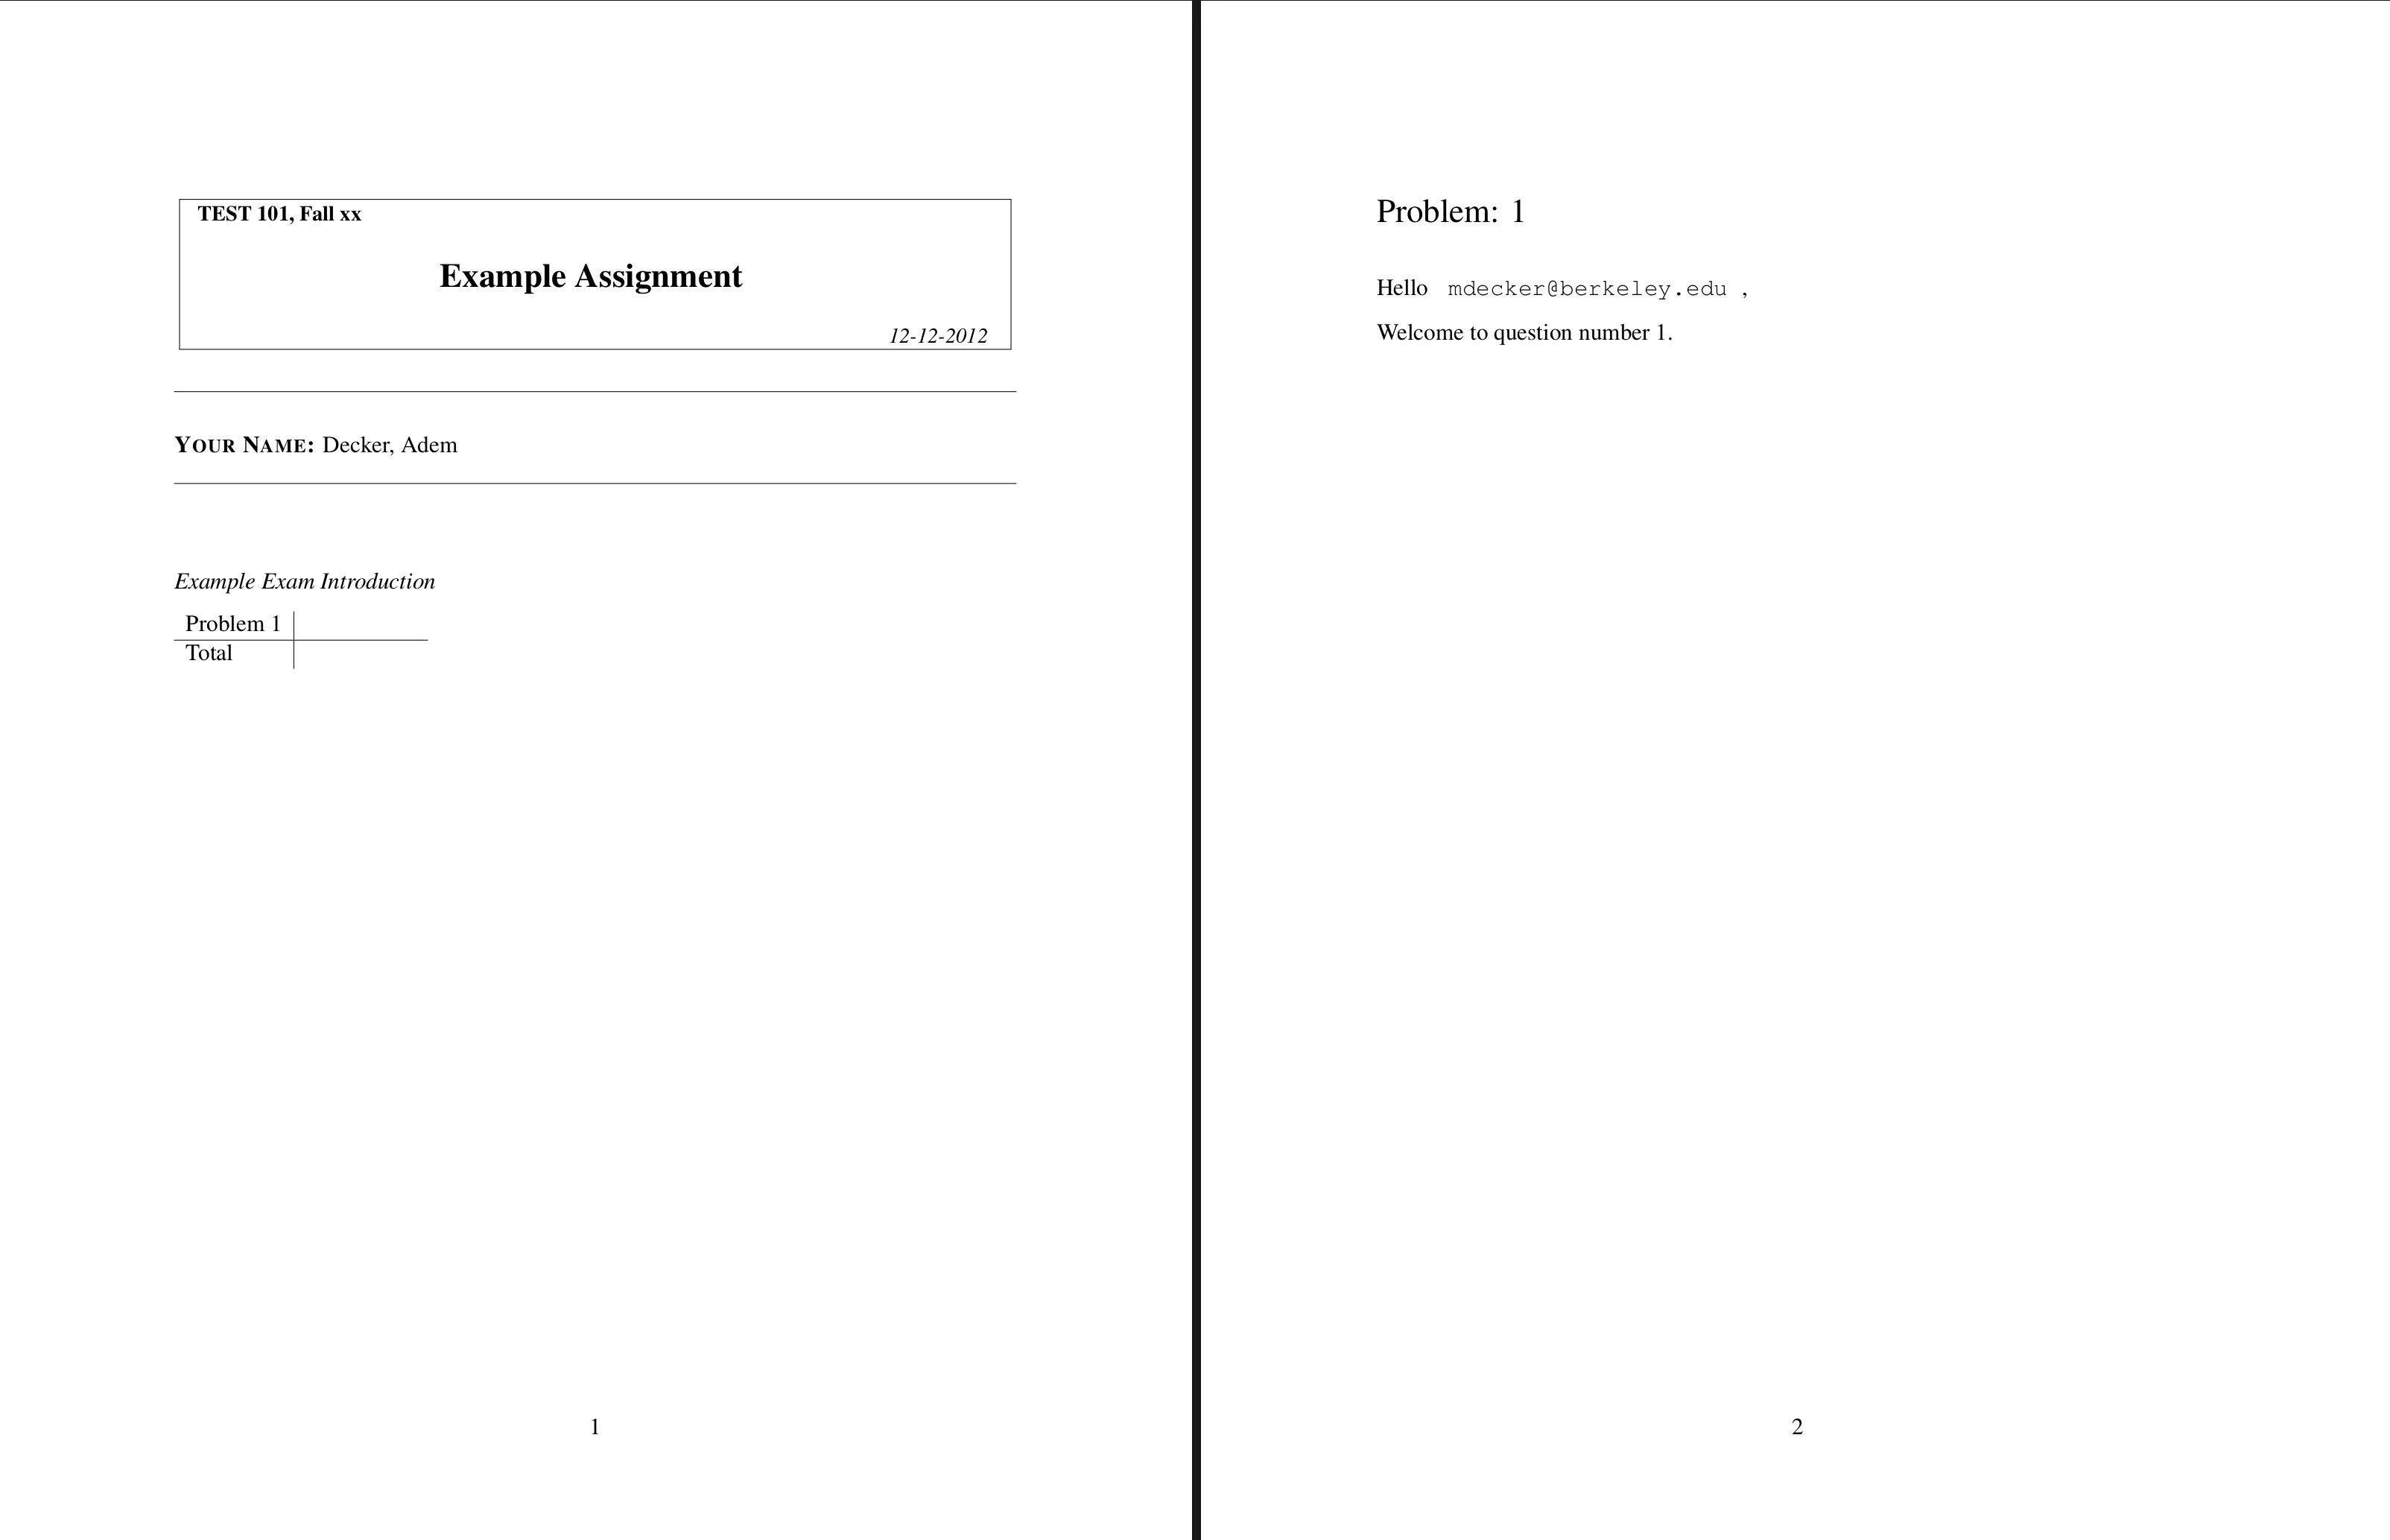 TEST 101, Fall xx
Example Assignment
12-12-2012
YOUR NAME: Decker, Adem
Example Exam Introduction
Problem 1
Total
1
Problem: 1
Hello mdecker@berkeley.edu ,
Welcome to question number 1.
2